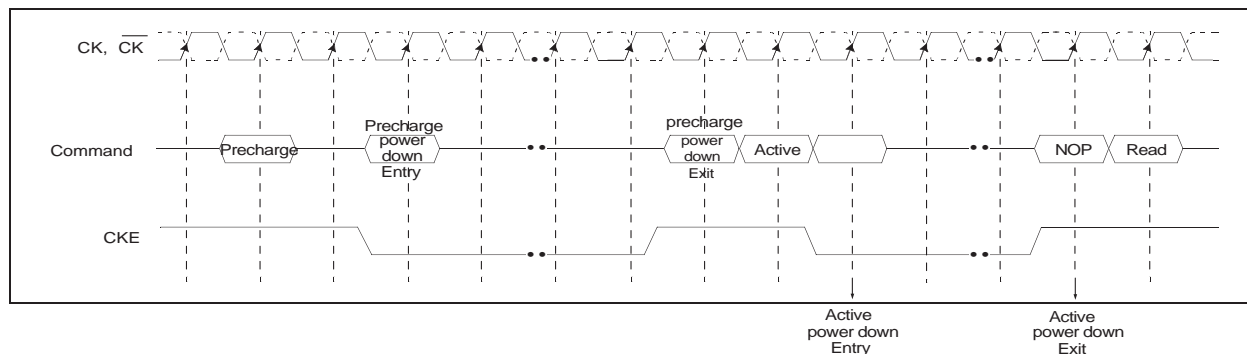 CK, CK
Precharge
power
down
Entry
precharge
power
down
Exit
Command
Precharge
Active
NOP
Read
CKE
Active
power down
Entry
Active
power down
Exit